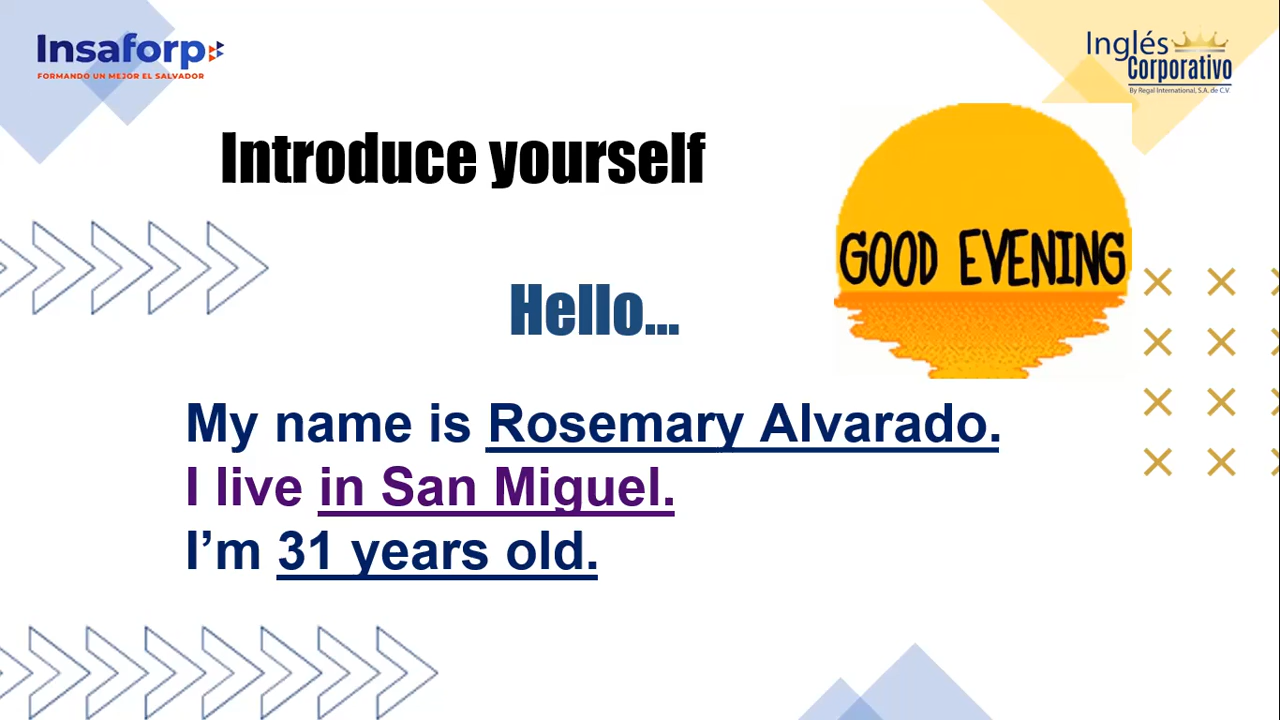 Insaforp
FORMANDO UN MEJOR EL SALVADOR
Inglés
Corporativo
By Regal International, S.A. de C.V.
Introduce yourself
GOOD EVENING
Hello...
My name is Rosemary Alvarado.
I live in San Miguel.
I’m 31 years old.